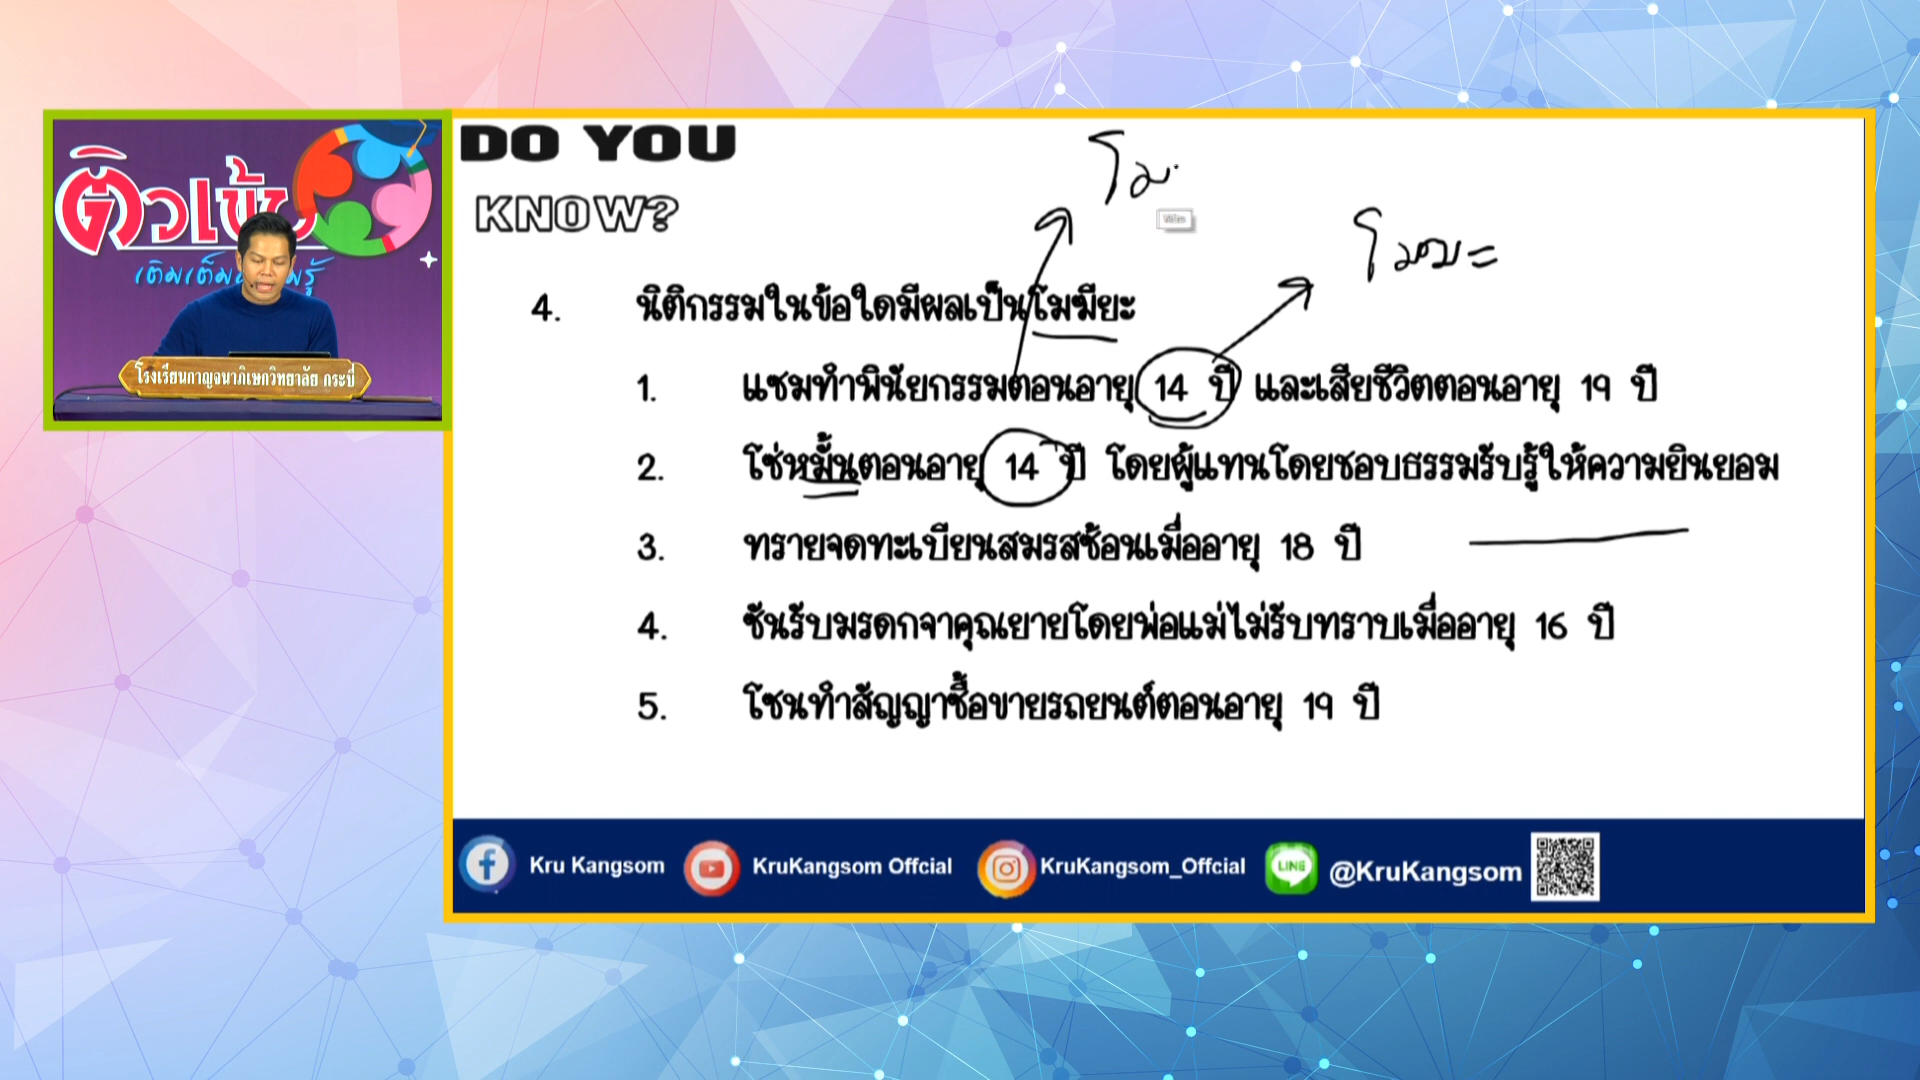 ติวเข้ม
เติมเต็มความรู้
โรงเรียนกาญจนาภิเษกวิทยาลัย กระบี่
DO YOU
KNOW?
โมฆะ
4. นิติกรรมในข้อใดมีผลเป็นโมฆียะ
1. แซมทำพินัยกรรมตอนอายุ 14 ปี และเสียชีวิตตอนอายุ 19 ปี
2. โซ่หมั้นตอนอายุ 14 ปี โดยผู้แทนโดยชอบธรรมรับรู้ให้ความยินยอม
3. ทรายจดทะเบียนสมรสซ้อนเมื่ออายุ 18 ปี
4. ซันรับมรดกจาคุณยายโดยพ่อแม่ไม่รับทราบเมื่ออายุ 16 ปี
5. โซนทำสัญญาซื้อขายรถยนต์ตอนอายุ 19 ปี
Kru Kangsom
KruKangsom Offcial
KruKangsom_Offcial
LINE
@KruKangsom